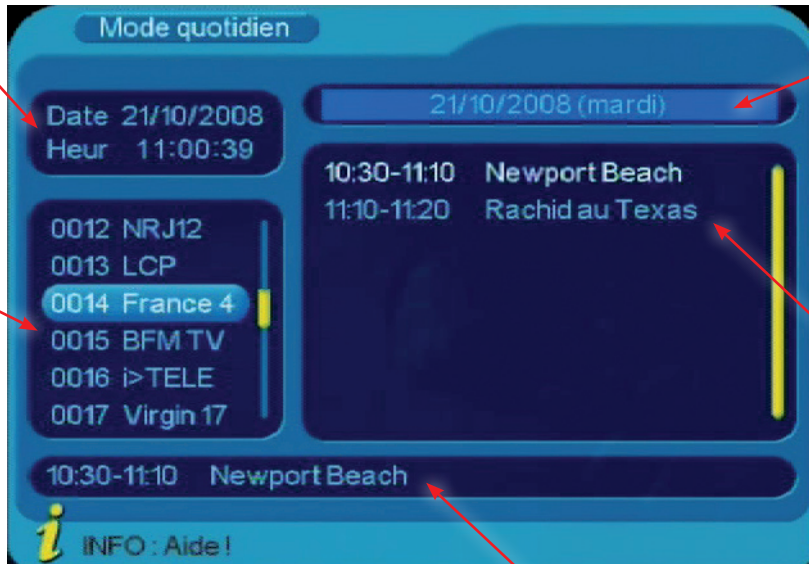 Mode quotidien
Date 21/10/2008
Heur 11:00:39
21/10/2008 (mardi)
0012 NRJ12
0013 LCP
0014 France 4
0015 BFM TV
0016 i>TELE
0017 Virgin 17
10:30-11:10 Newport Beach
11:10-11:20 Rachid au Texas
10:30-11:10 Newport Beach
i INFO : Aide !